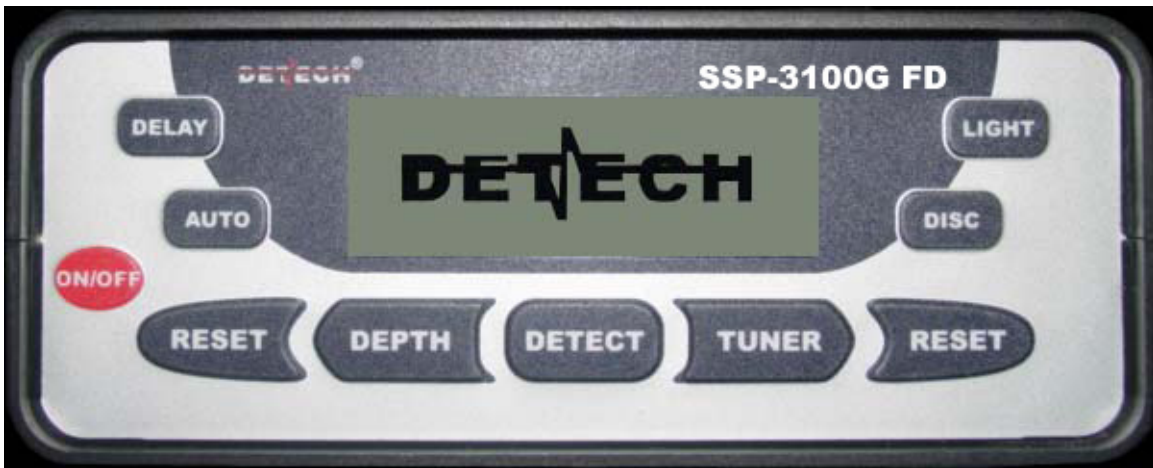 DETECH®
SSP-3100G FD
DELAY
DETECH
LIGHT
AUTO
DISC
ON/OFF
RESET
DEPTH
DETECT
TUNER
RESET